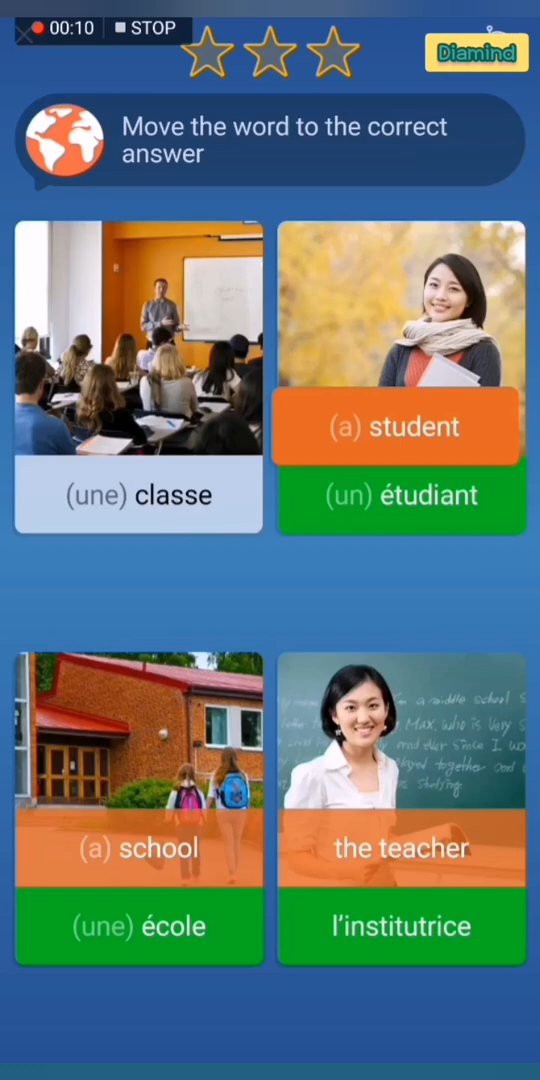 00:10 STOP
Diamind
Move the word to the correct
answer
(a) student
(une) classe
(un) étudiant
(a) school
the teacher
(une) école
l'institutrice